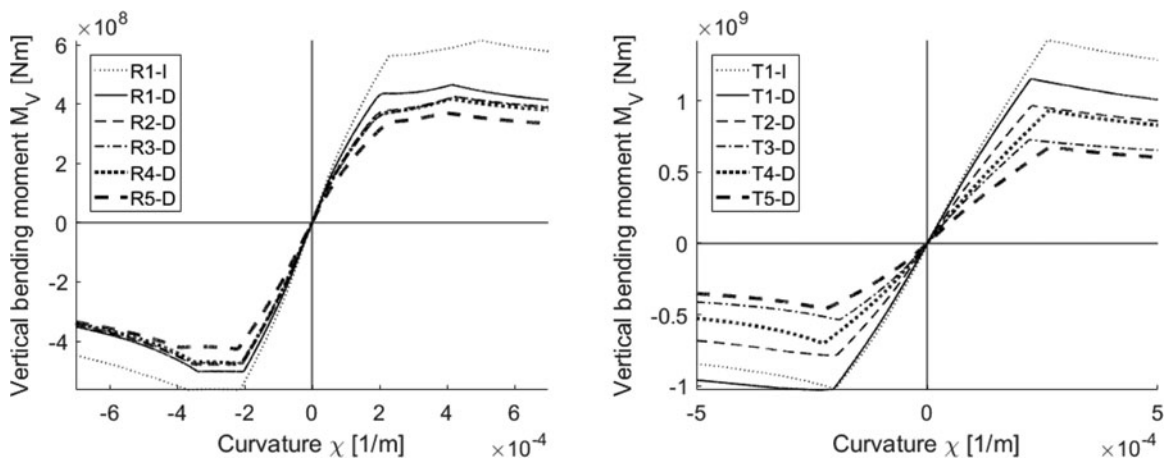 ×10⁸
Vertical bending moment M_V [Nm]
6
4
2
0
-2
-4
R1-I
R1-D
R2-D
R3-D
R4-D
R5-D
-6
-4
-2
0
2
4
6
Curvature χ [1/m]
×10⁻⁴
×10⁹
Vertical bending moment M_V [Nm]
1
0.5
0
-0.5
-1
T1-I
T1-D
T2-D
T3-D
T4-D
T5-D
-5
0
5
Curvature χ [1/m]
×10⁻⁴